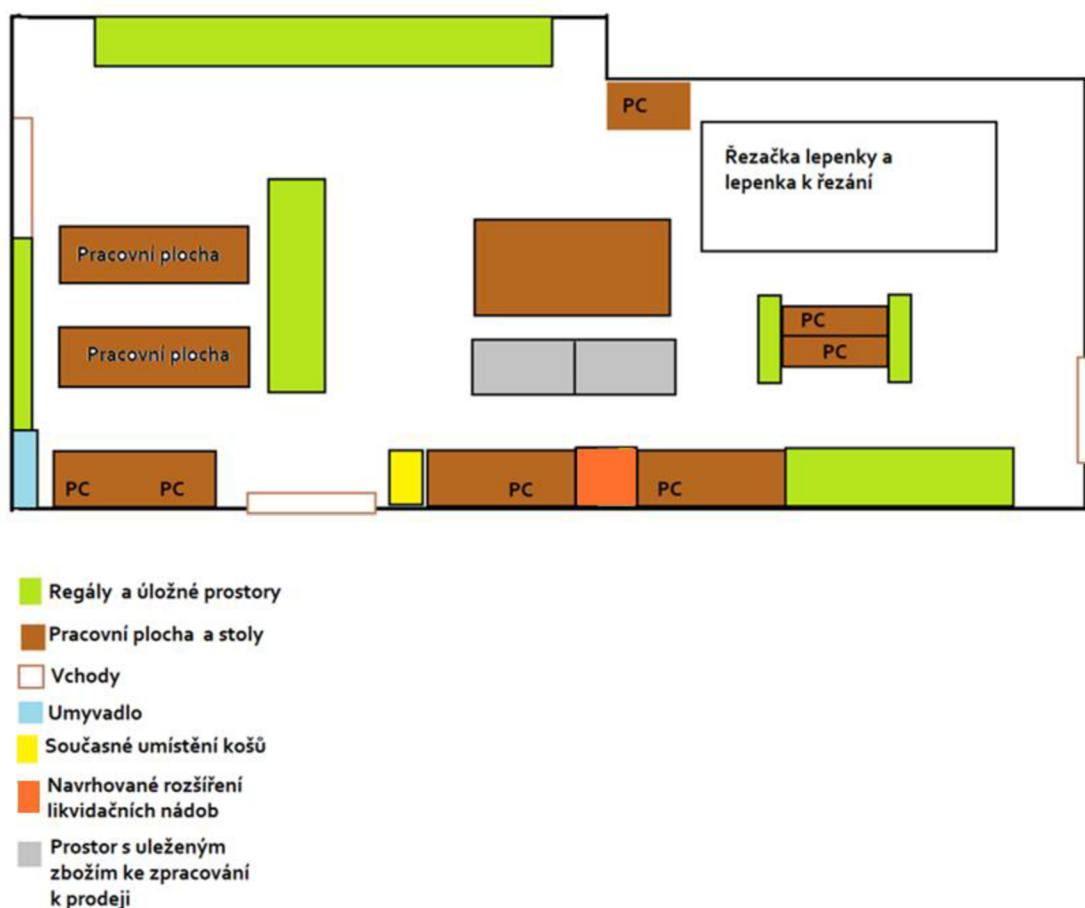 PC
Řezačka lepenky a
lepenka k řezání
Pracovní plocha
PC
Pracovní plocha
PC
PC
PC
PC
PC
Regály a úložné prostory
Pracovní plocha a stoly
Vchody
Umyvadlo
Současné umístění košů
Navrhované rozšíření
likvidačních nádob
Prostor s uleženým
zbožím ke zpracování
k prodeji